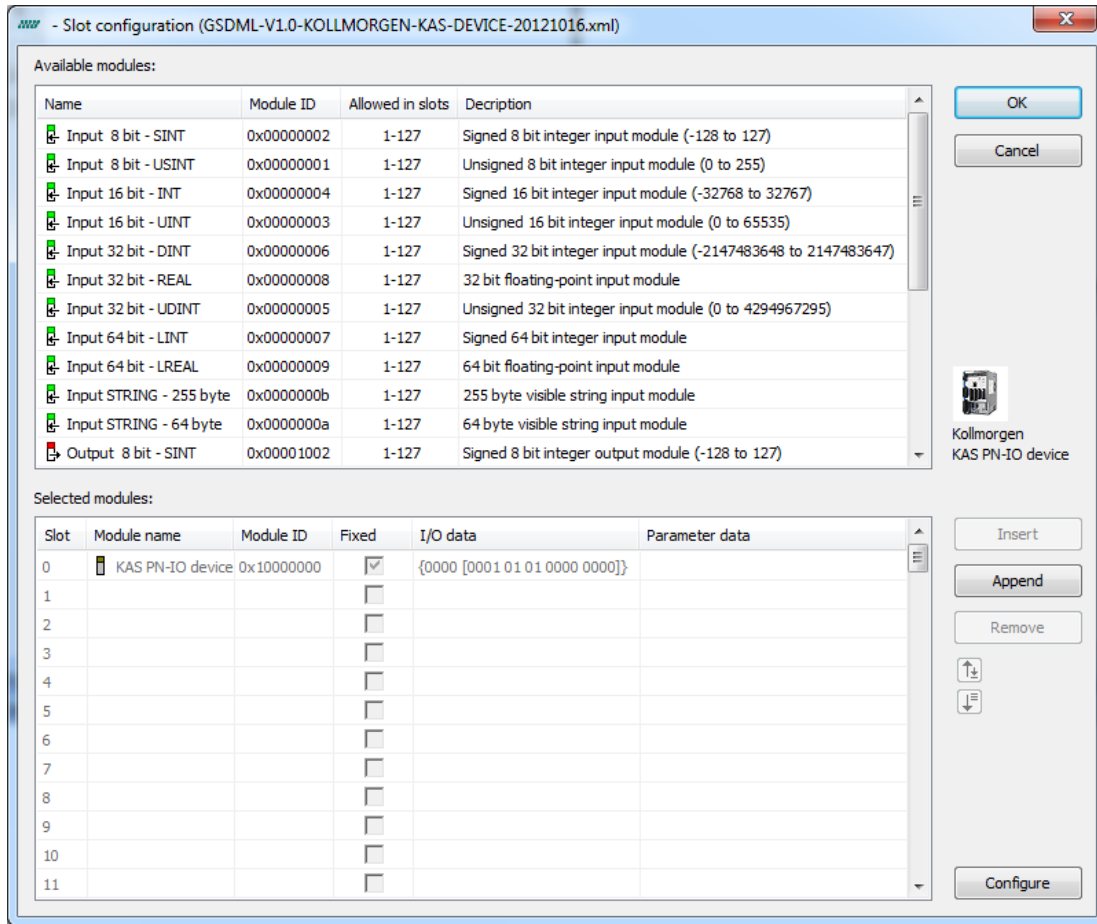 - Slot configuration (GSDML-V1.0-KOLLMORGEN-KAS-DEVICE-20121016.xml)
Available modules:
Name Module ID Allowed in slots Decription
Input 8 bit - SINT 0x00000002 1-127 Signed 8 bit integer input module (-128 to 127)
Input 8 bit - USINT 0x00000001 1-127 Unsigned 8 bit integer input module (0 to 255)
Input 16 bit - INT 0x00000004 1-127 Signed 16 bit integer input module (-32768 to 32767)
Input 16 bit - UINT 0x00000003 1-127 Unsigned 16 bit integer input module (0 to 65535)
Input 32 bit - DINT 0x00000006 1-127 Signed 32 bit integer input module (-2147483648 to 2147483647)
Input 32 bit - REAL 0x00000008 1-127 32 bit floating-point input module
Input 32 bit - UDINT 0x00000005 1-127 Unsigned 32 bit integer input module (0 to 4294967295)
Input 64 bit - LINT 0x00000007 1-127 Signed 64 bit integer input module
Input 64 bit - LREAL 0x00000009 1-127 64 bit floating-point input module
Input STRING - 255 byte 0x0000000b 1-127 255 byte visible string input module
Input STRING - 64 byte 0x0000000a 1-127 64 byte visible string input module
Output 8 bit - SINT 0x00001002 1-127 Signed 8 bit integer output module (-128 to 127)
OK
Cancel
Kollmorgen
KAS PN-IO device
Selected modules:
Slot Module name Module ID Fixed I/O data Parameter data
0 KAS PN-IO device 0x10000000 {0000 [0001 01 01 0000 0000]}
1
2
3
4
5
6
7
8
9
10
11
Insert
Append
Remove
Configure